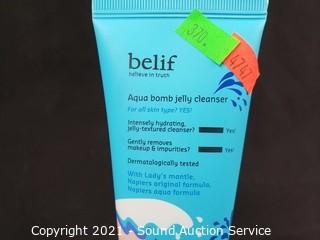 370.
4747
belif
believe in truth
Aqua bomb jelly cleanser
For all skin type? YES!
Intensely hydrating,
jelly-textured cleanser? Yes!
Gently removes
makeup & impurities? Yes!
Dermatologically tested
With Lady's mantle,
Napiers original formula,
Napiers aqua formula
Copyright 2021 - Sound Auction Service